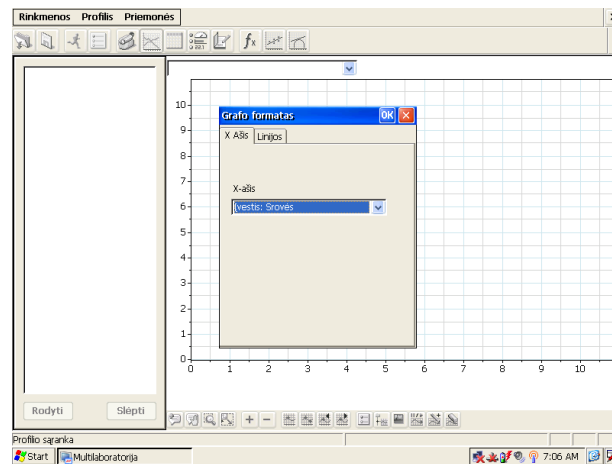 Rinkmenos Profilis Priemonės
Grafo formatas OK
X Ašis Linijos
X-ašis
Įvestis: Srovės
10
9
8
7
6
5
4
3
2
1
0
0 1 2 3 4 5 6 7 8 9 10
Rodyti Slėpti
Profilio sąranka
Start Multilaboratorija 7:06 AM